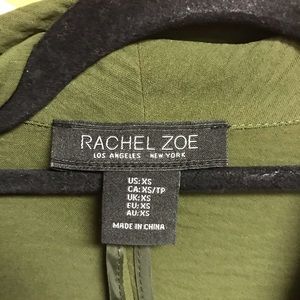 RACHEL ZOE
LOS ANGELES NEW YORK
US:XS
CA:XS/TP
UK:XS
EU:XS
AU:XS
MADE IN CHINA